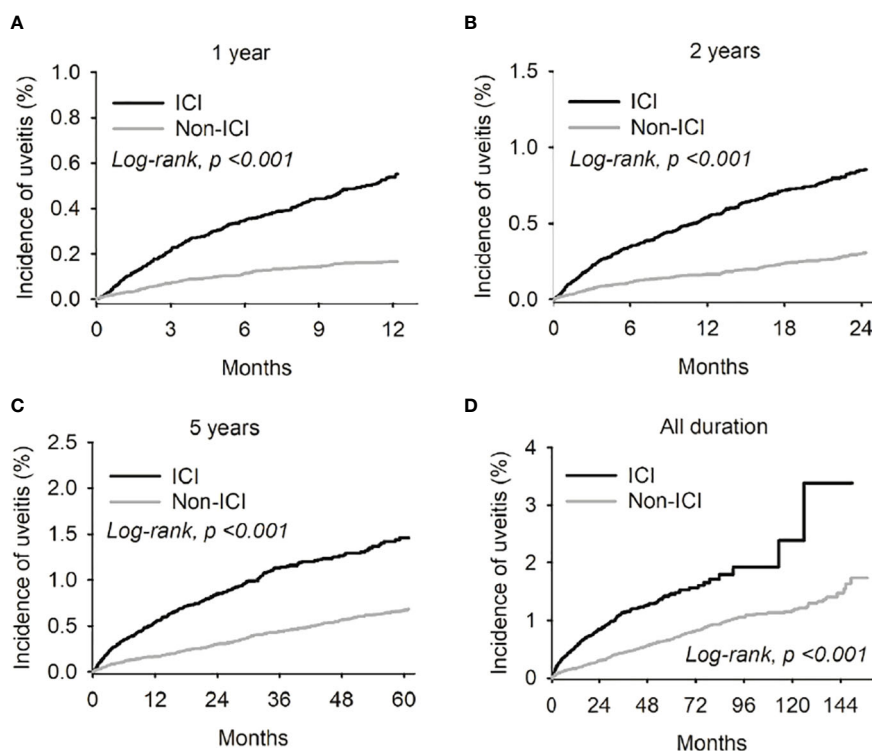 A
1 year
Incidence of uveitis (%)
1.0
0.8
0.6
0.4
0.2
0.0
ICI
Non-ICI
Log-rank, p <0.001
0 3 6 9 12
Months
B
2 years
Incidence of uveitis (%)
1.5
1.0
0.5
0.0
ICI
Non-ICI
Log-rank, p <0.001
0 6 12 18 24
Months
C
5 years
Incidence of uveitis (%)
2.5
2.0
1.5
1.0
0.5
0.0
ICI
Non-ICI
Log-rank, p <0.001
0 12 24 36 48 60
Months
D
All duration
Incidence of uveitis (%)
4
3
2
1
0
ICI
Non-ICI
Log-rank, p <0.001
0 24 48 72 96 120 144
Months